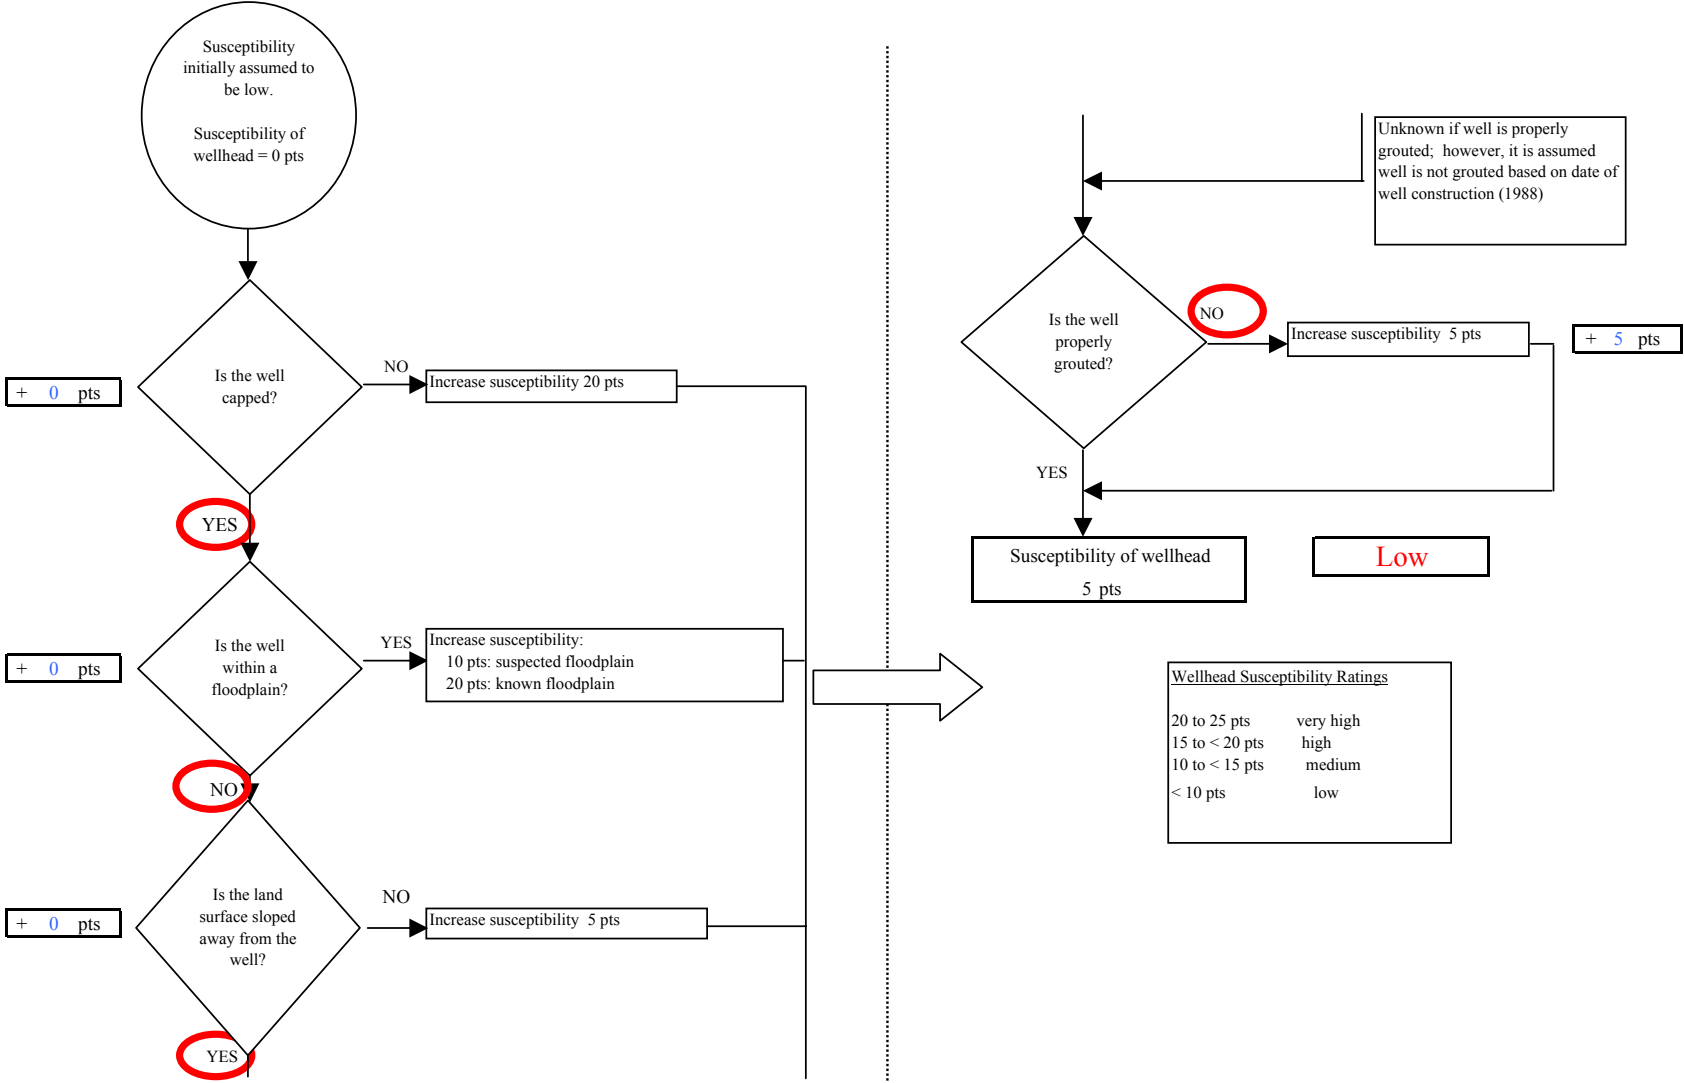 Susceptibility
initially assumed to
be low.
Susceptibility of
wellhead = 0 pts
Is the well
capped?
NO
Increase susceptibility 20 pts
+ 0 pts
YES
Is the well
within a
floodplain?
YES
Increase susceptibility:
10 pts: suspected floodplain
20 pts: known floodplain
+ 0 pts
NO
Is the land
surface sloped
away from the
well?
NO
Increase susceptibility 5 pts
+ 0 pts
YES
Unknown if well is properly
grouted; however, it is assumed
well is not grouted based on date of
well construction (1988)
Is the well
properly
grouted?
NO
Increase susceptibility 5 pts
+ 5 pts
YES
Susceptibility of wellhead
5 pts
Low
Wellhead Susceptibility Ratings
20 to 25 pts very high
15 to < 20 pts high
10 to < 15 pts medium
< 10 pts low